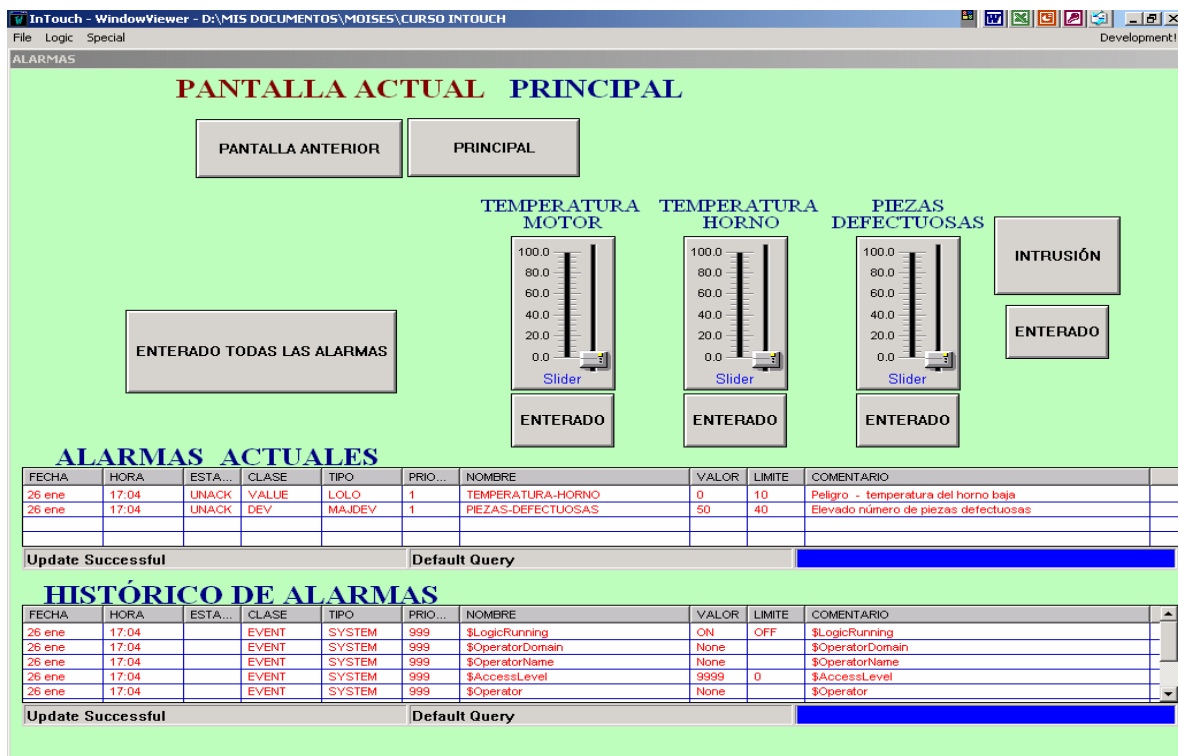 InTouch - WindowViewer - D:\MIS DOCUMENTOS\MOISES\CURSO INTOUCH
File Logic Special Development!
ALARMAS
PANTALLA ACTUAL PRINCIPAL
PANTALLA ANTERIOR PRINCIPAL
TEMPERATURA MOTOR
100.0
80.0
60.0
40.0
20.0
0.0
Slider
ENTERADO
TEMPERATURA HORNO
100.0
80.0
60.0
40.0
20.0
0.0
Slider
ENTERADO
PIEZAS DEFECTUOSAS
100.0
80.0
60.0
40.0
20.0
0.0
Slider
ENTERADO
INTRUSIÓN
ENTERADO
ENTERADO TODAS LAS ALARMAS
ALARMAS ACTUALES
FECHA HORA ESTA... CLASE TIPO PRIO... NOMBRE VALOR LIMITE COMENTARIO
26 ene 17:04 UNACK VALUE LOLO 1 TEMPERATURA-HORNO 0 10 Peligro - temperatura del horno baja
26 ene 17:04 UNACK DEV MAJDEV 1 PIEZAS-DEFECTUOSAS 50 40 Elevado número de piezas defectuosas
Update Successful Default Query
HISTÓRICO DE ALARMAS
FECHA HORA ESTA... CLASE TIPO PRIO... NOMBRE VALOR LIMITE COMENTARIO
26 ene 17:04 EVENT SYSTEM 999 $LogicRunning ON OFF $LogicRunning
26 ene 17:04 EVENT SYSTEM 999 $OperatorDomain None $OperatorDomain
26 ene 17:04 EVENT SYSTEM 999 $OperatorName None $OperatorName
26 ene 17:04 EVENT SYSTEM 999 $AccessLevel 9999 0 $AccessLevel
26 ene 17:04 EVENT SYSTEM 999 $Operator None $Operator
Update Successful Default Query